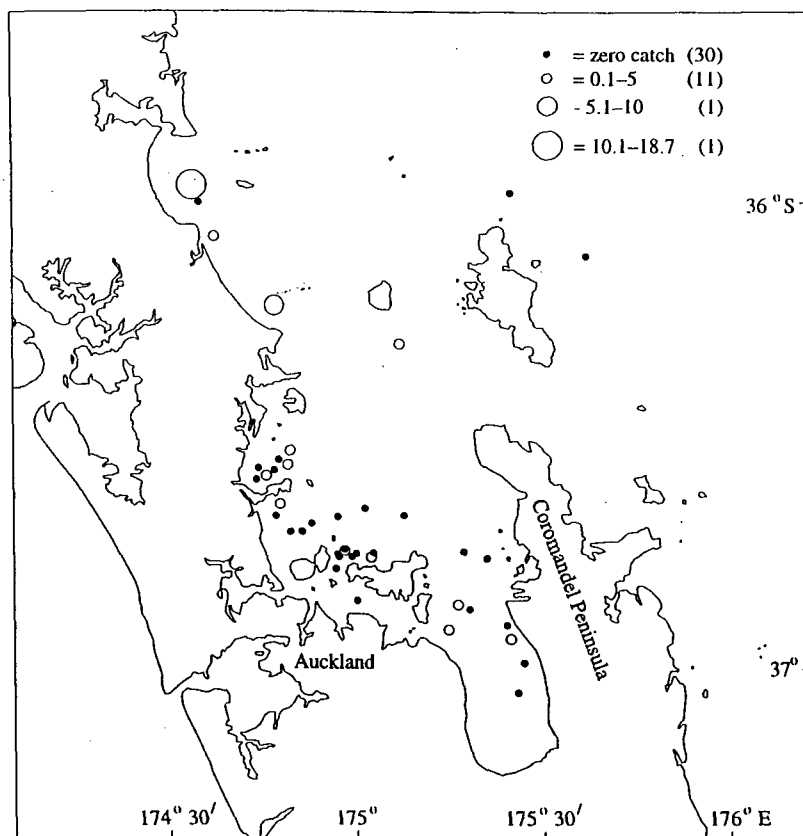 • = zero catch (30)
○ = 0.1–5 (11)
○ - 5.1–10 (1)
○ = 10.1–18.7 (1)
36° S
Coromandel Peninsula
Auckland
37°
174° 30′ 175° 175° 30′ 176° E